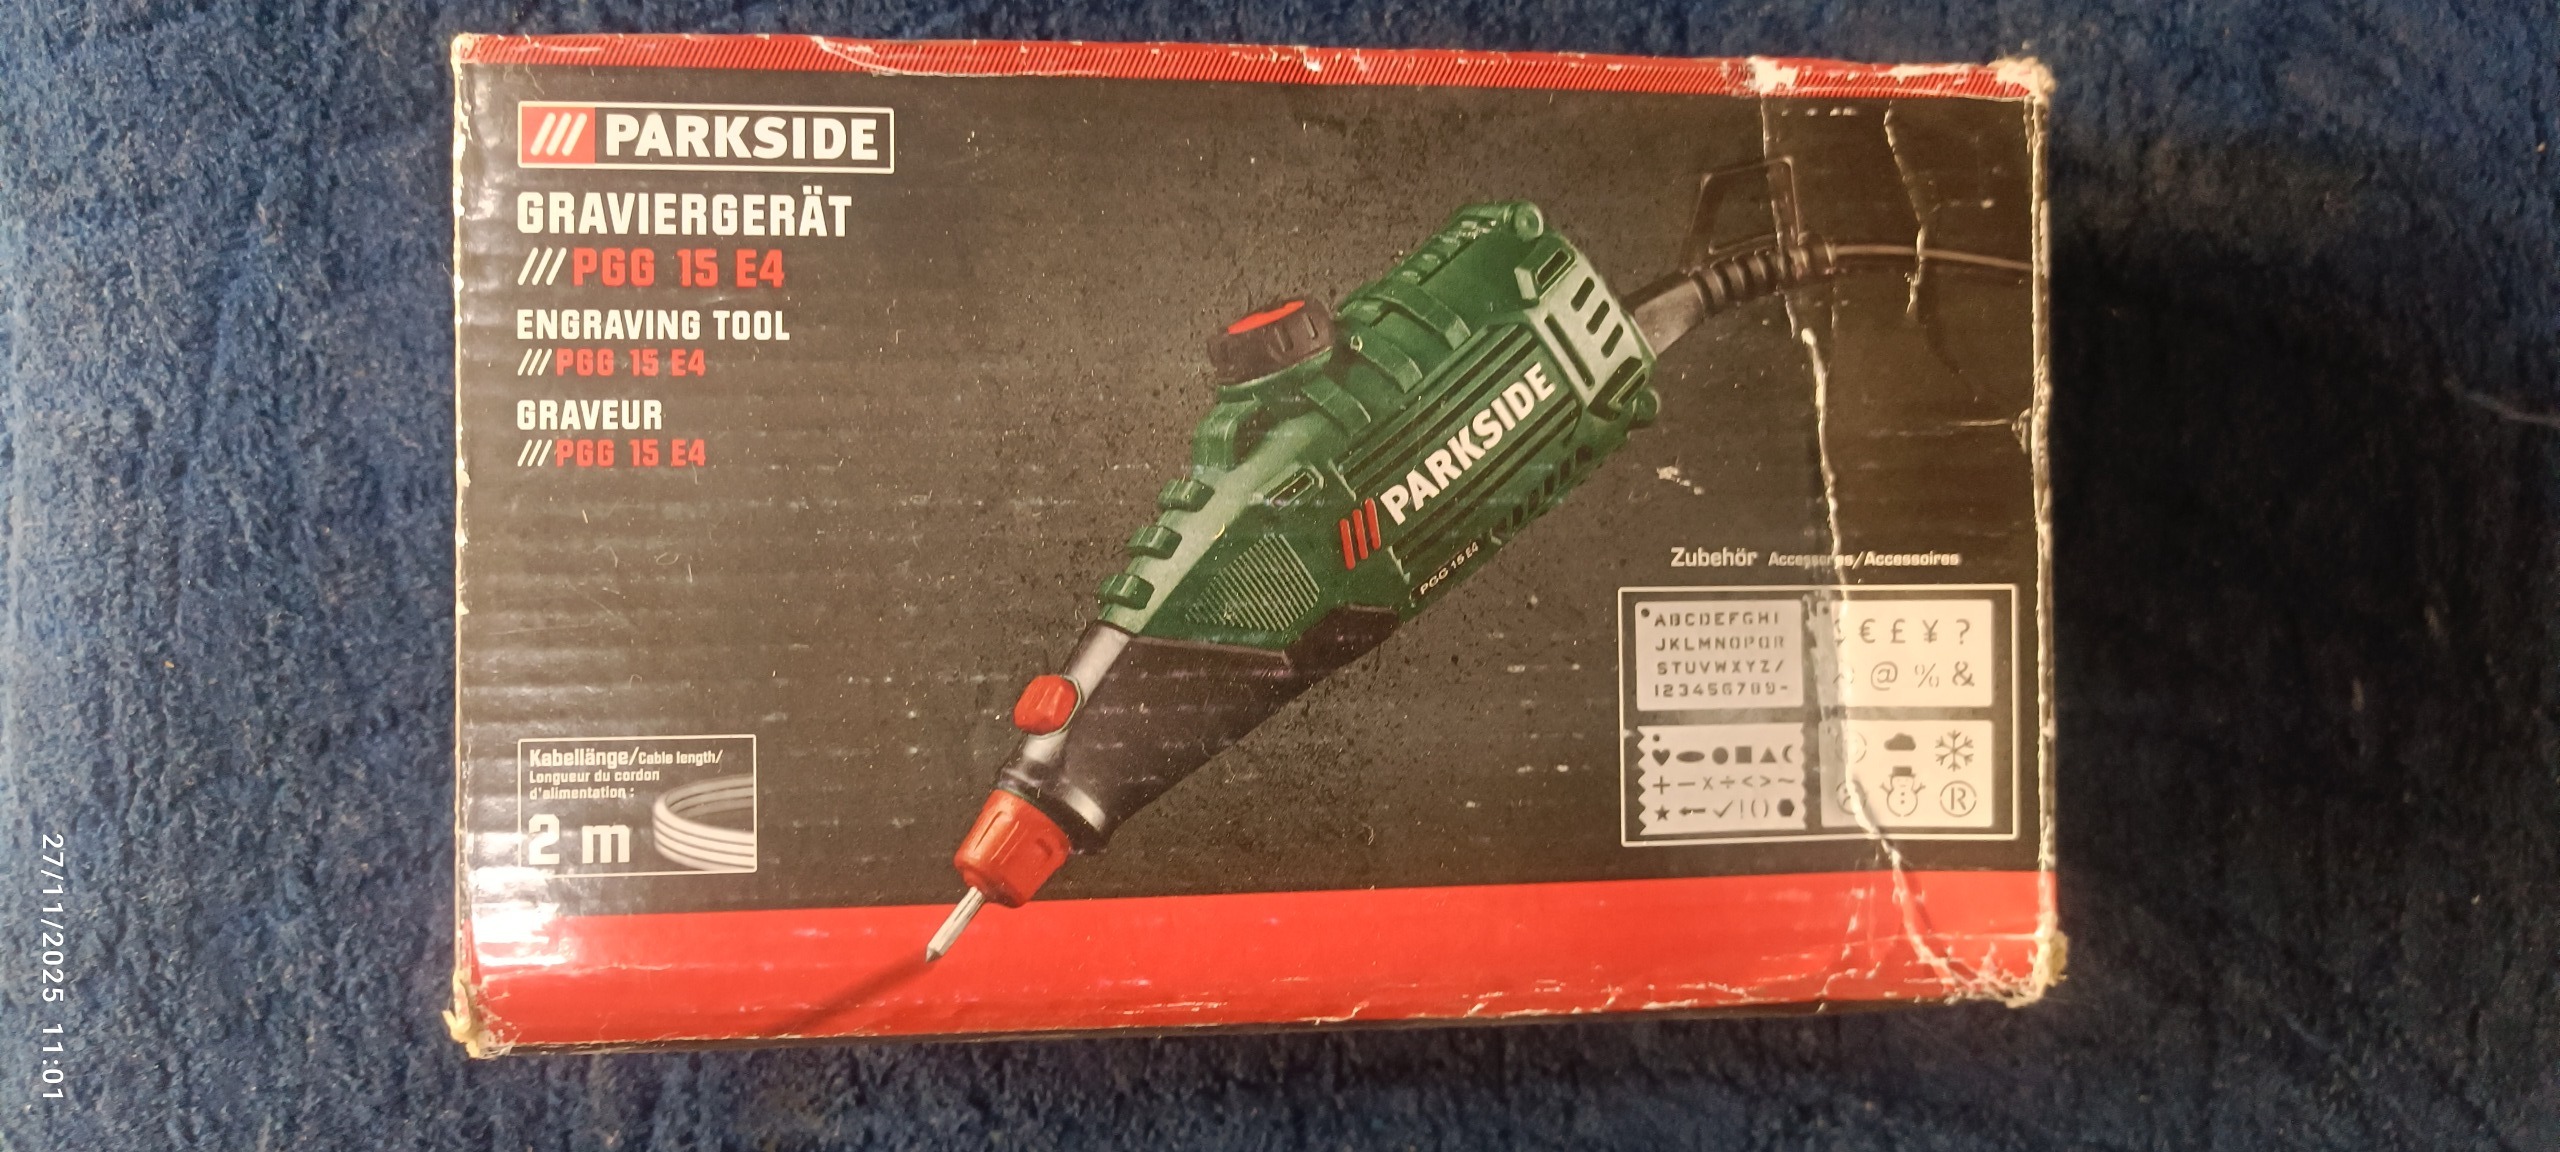 PARKSIDE
GRAVIERGERÄT
///PGG 15 E4
ENGRAVING TOOL
///PGG 15 E4
GRAVEUR
///PGG 15 E4
PARKSIDE
PGG 15 E4
Kabellänge/Cable length/
Longueur du cordon
d'alimentation :
2 m
Zubehör Accessories/Accessoires
ABCDEFGHI
JKLMNOPQR
STUVWXYZ/
123456789-
€ £ ¥ ?
@ % &
+ − × ÷ < > ~
! ( )
®
27/11/2025 11:01